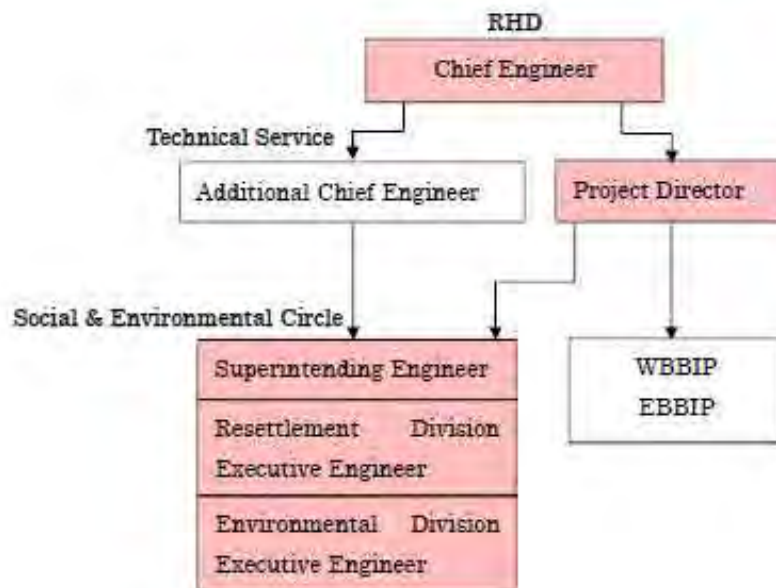 RHD
Chief Engineer
Technical Service
Additional Chief Engineer
Project Director
Social & Environmental Circle
Superintending Engineer
Resettlement Division
Executive Engineer
Environmental Division
Executive Engineer
WBBIP
EBBIP